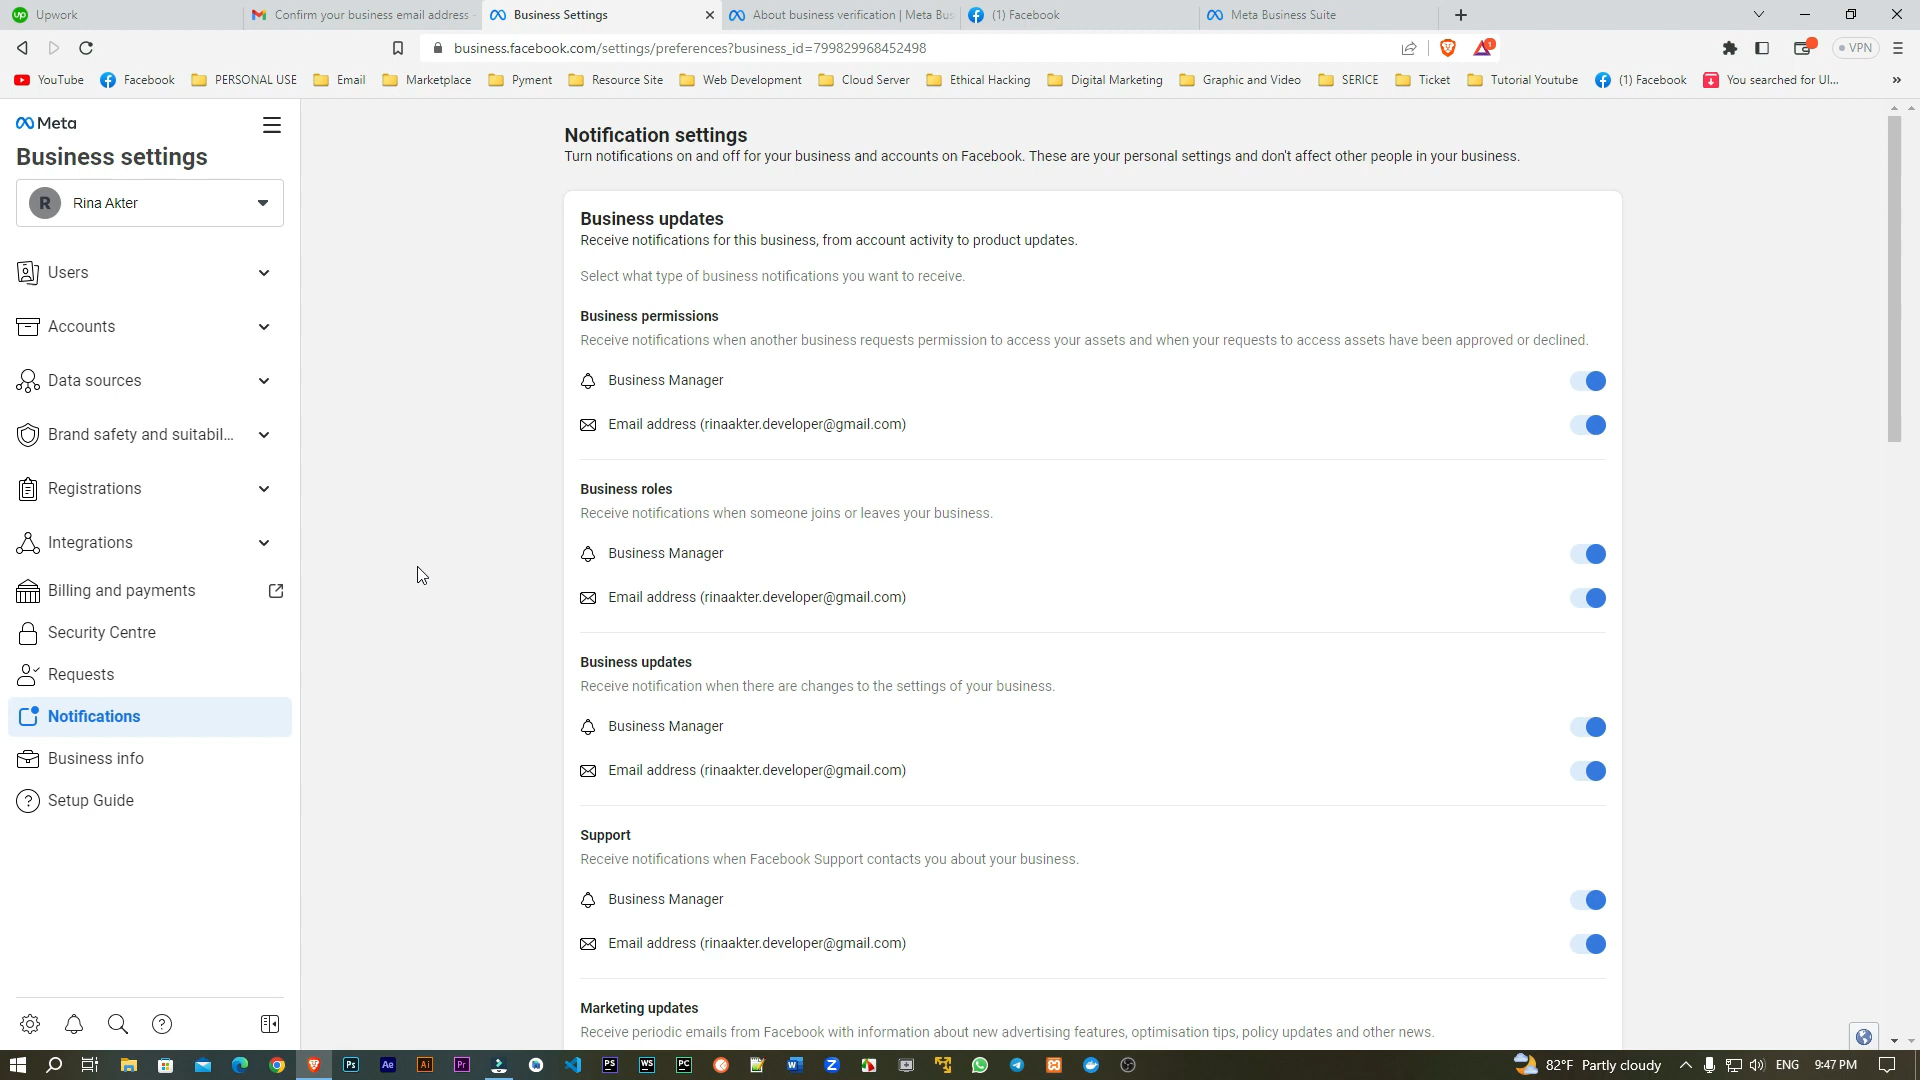 Upwork
Confirm your business email address
Business Settings
About business verification | Meta Bus
(1) Facebook
Meta Business Suite
business.facebook.com/settings/preferences?business_id=799829968452498
1
VPN
YouTube
Facebook
PERSONAL USE
Email
Marketplace
Pyment
Resource Site
Web Development
Cloud Server
Ethical Hacking
Digital Marketing
Graphic and Video
SERICE
Ticket
Tutorial Youtube
(1) Facebook
You searched for UI...
Meta
Business settings
R
Rina Akter
Users
Accounts
Data sources
Brand safety and suitabil...
Registrations
Integrations
Billing and payments
Security Centre
Requests
Notifications
Business info
Setup Guide
Notification settings
Turn notifications on and off for your business and accounts on Facebook. These are your personal settings and don't affect other people in your business.
Business updates
Receive notifications for this business, from account activity to product updates.
Select what type of business notifications you want to receive.
Business permissions
Receive notifications when another business requests permission to access your assets and when your requests to access assets have been approved or declined.
Business Manager
Email address (rinaakter.developer@gmail.com)
Business roles
Receive notifications when someone joins or leaves your business.
Business Manager
Email address (rinaakter.developer@gmail.com)
Business updates
Receive notification when there are changes to the settings of your business.
Business Manager
Email address (rinaakter.developer@gmail.com)
Support
Receive notifications when Facebook Support contacts you about your business.
Business Manager
Email address (rinaakter.developer@gmail.com)
Marketing updates
Receive periodic emails from Facebook with information about new advertising features, optimisation tips, policy updates and other news.
82°F Partly cloudy
ENG
9:47 PM